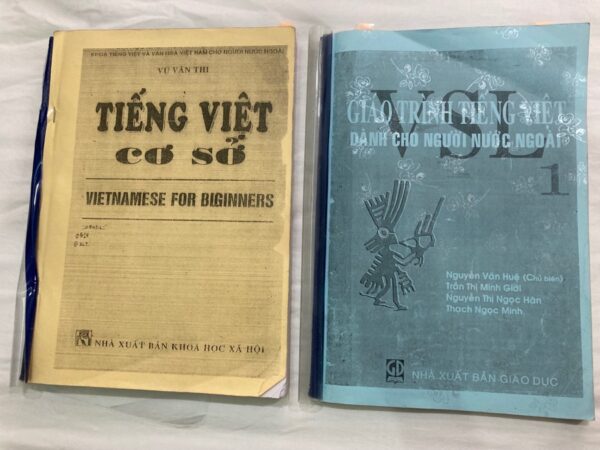 KHOA TIẾNG VIỆT VÀ VĂN HÓA VIỆT NAM CHO NGƯỜI NƯỚC NGOÀI
VŨ VĂN THI
TIẾNG VIỆT
CƠ SỞ
VIETNAMESE FOR BIGINNERS
NHÀ XUẤT BẢN KHOA HỌC XÃ HỘI
VSL
GIÁO TRÌNH TIẾNG VIỆT
DÀNH CHO NGƯỜI NƯỚC NGOÀI
1
Nguyễn Văn Huệ (Chủ biên)
Trần Thị Minh Giới
Nguyễn Thị Ngọc Hân
Thạch Ngọc Minh
GD
NHÀ XUẤT BẢN GIÁO DỤC